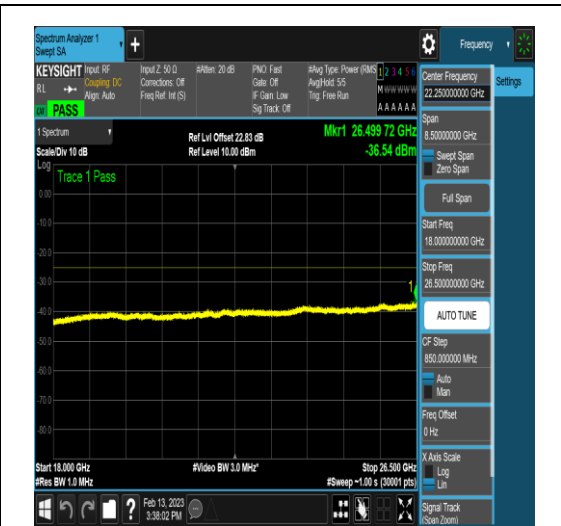 Spectrum Analyzer 1
Swept SA
Frequency
KEYSIGHT
RL
PASS
Input: RF
Coupling: DC
Align: Auto
Input Z: 50 Ω
Corrections: Off
Freq Ref: Int (S)
#Atten: 20 dB
PNO: Fast
Gate: Off
IF Gain: Low
Sig Track: Off
#Avg Type: Power (RMS)
Avg|Hold: 5/5
Trig: Free Run
1 2 3 4 5 6
M W W W W W
A A A A A A
1 Spectrum
Scale/Div 10 dB
Ref Lvl Offset 22.83 dB
Ref Level 10.00 dBm
Mkr1 26.499 72 GHz
-36.54 dBm
Log
Trace 1 Pass
0.00
-10.0
-20.0
-30.0
-40.0
-50.0
-60.0
-70.0
-80.0
1
Start 18.000 GHz
#Res BW 1.0 MHz
#Video BW 3.0 MHz*
Stop 26.500 GHz
#Sweep ~1.00 s (30001 pts)
Center Frequency
22.250000000 GHz
Settings
Span
8.50000000 GHz
Swept Span
Zero Span
Full Span
Start Freq
18.000000000 GHz
Stop Freq
26.500000000 GHz
AUTO TUNE
CF Step
850.000000 MHz
Auto
Man
Freq Offset
0 Hz
X Axis Scale
Log
Lin
Signal Track
(Span Zoom)
?
Feb 13, 2023
3:38:02 PM